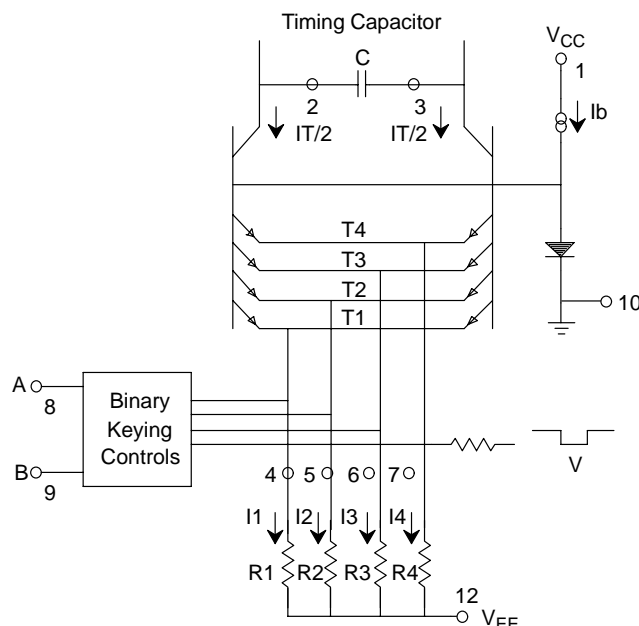 Timing Capacitor
C
2
3
IT/2
IT/2
VCC
1
Ib
T4
T3
T2
T1
10
A
8
B
9
Binary
Keying
Controls
4
5
6
7
V
I1
I2
I3
I4
R1
R2
R3
R4
12
VEE